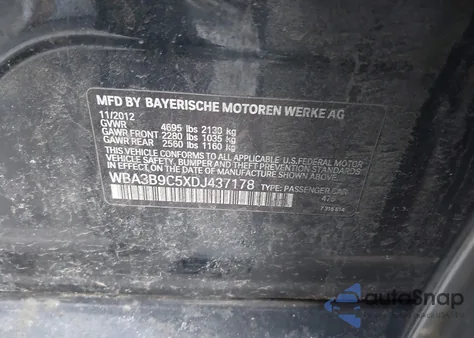 MFD BY BAYERISCHE MOTOREN WERKE AG
11/2012
GVWR 4695 lbs 2130 kg
GAWR FRONT 2280 lbs 1035 kg
GAWR REAR 2560 lbs 1160 kg
THIS VEHICLE CONFORMS TO ALL APPLICABLE U.S. FEDERAL MOTOR
VEHICLE SAFETY, BUMPER AND THEFT PREVENTION STANDARDS
IN EFFECT ON THE DATE OF MANUFACTURE SHOWN ABOVE.
WBA3B9C5XDJ437178 TYPE: PASSENGER CAR
475
autoSnap